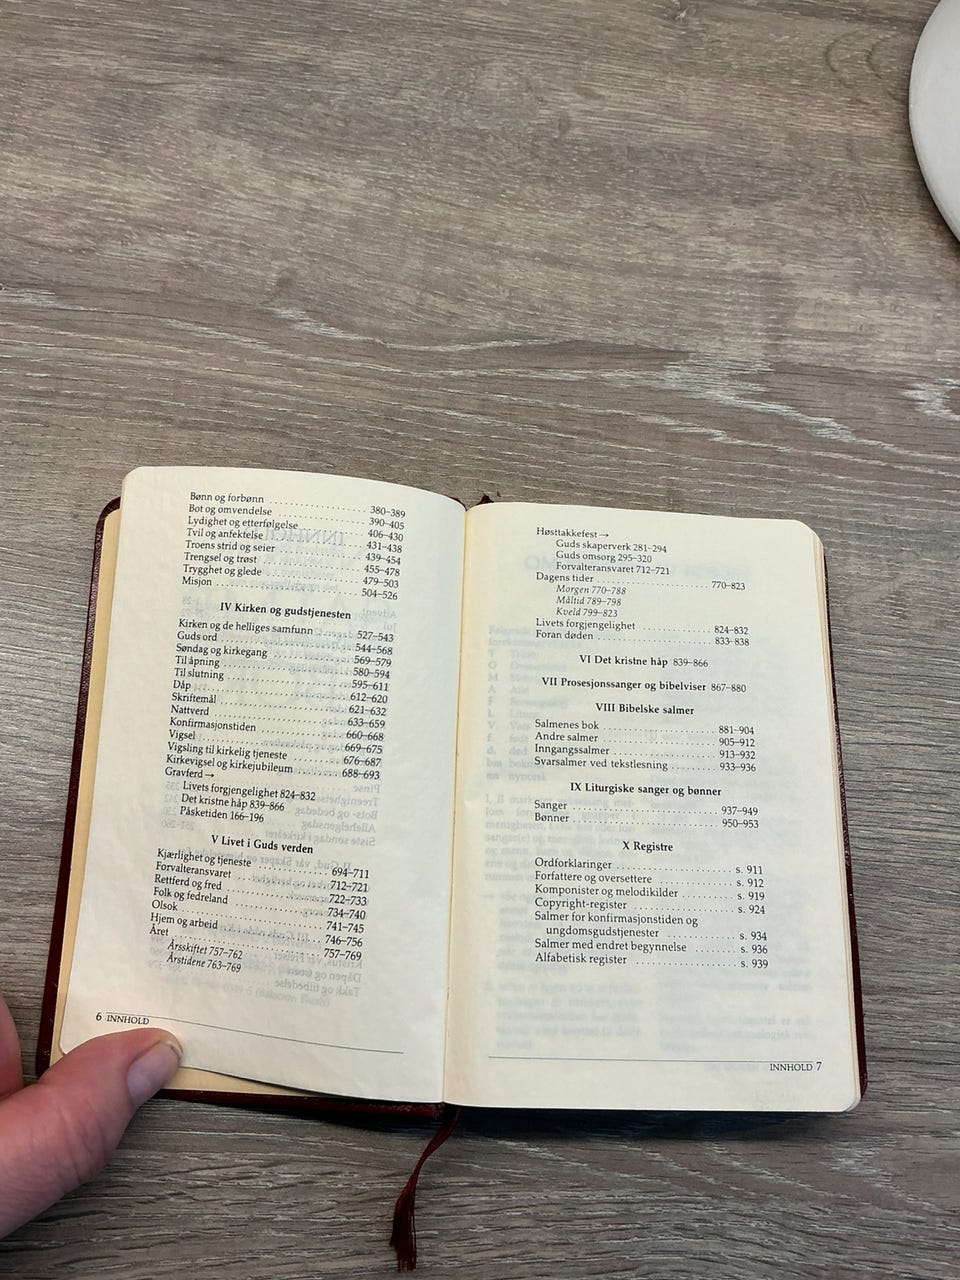 Bønn og forbønn .................... 380–389
Bot og omvendelse .................... 390–405
Lydighet og etterfølgelse .................... 406–430
Tvil og anfektelse .................... 431–438
Troens strid og seier .................... 439–454
Trengsel og trøst .................... 455–478
Trygghet og glede .................... 479–503
Misjon .................... 504–526
IV Kirken og gudstjenesten
Kirken og de helliges samfunn .................... 527–543
Guds ord .................... 544–568
Søndag og kirkegang .................... 569–579
Til åpning .................... 580–594
Til slutning .................... 595–611
Dåp .................... 612–620
Skriftemål .................... 621–632
Nattverd .................... 633–659
Konfirmasjonstiden .................... 660–668
Vigsel .................... 669–675
Vigsling til kirkelig tjeneste .................... 676–687
Kirkevigsel og kirkejubileum .................... 688–693
Gravferd →
Livets forgjengelighet 824–832
Det kristne håp 839–866
Påsketiden 166–196
V Livet i Guds verden
Kjærlighet og tjeneste .................... 694–711
Forvalteransvaret .................... 712–721
Rettferd og fred .................... 722–733
Folk og fedreland .................... 734–740
Olsok .................... 741–745
Hjem og arbeid .................... 746–756
Året .................... 757–769
Årsskiftet 757–762
Årstidene 763–769
6 INNHOLD
Høsttakkefest →
Guds skaperverk 281–294
Guds omsorg 295–320
Forvalteransvaret 712–721
Dagens tider .................... 770–823
Morgen 770–788
Måltid 789–798
Kveld 799–823
Livets forgjengelighet .................... 824–832
Foran døden .................... 833–838
VI Det kristne håp 839–866
VII Prosesjonssanger og bibelviser 867–880
VIII Bibelske salmer
Salmenes bok .................... 881–904
Andre salmer .................... 905–912
Inngangssalmer .................... 913–932
Svarsalmer ved tekstlesning .................... 933–936
IX Liturgiske sanger og bønner
Sanger .................... 937–949
Bønner .................... 950–953
X Registre
Ordforklaringer .................... s. 911
Forfattere og oversettere .................... s. 912
Komponister og melodikilder .................... s. 919
Copyright-register .................... s. 924
Salmer for konfirmasjonstiden og
ungdomsgudstjenester .................... s. 934
Salmer med endret begynnelse .................... s. 936
Alfabetisk register .................... s. 939
INNHOLD 7